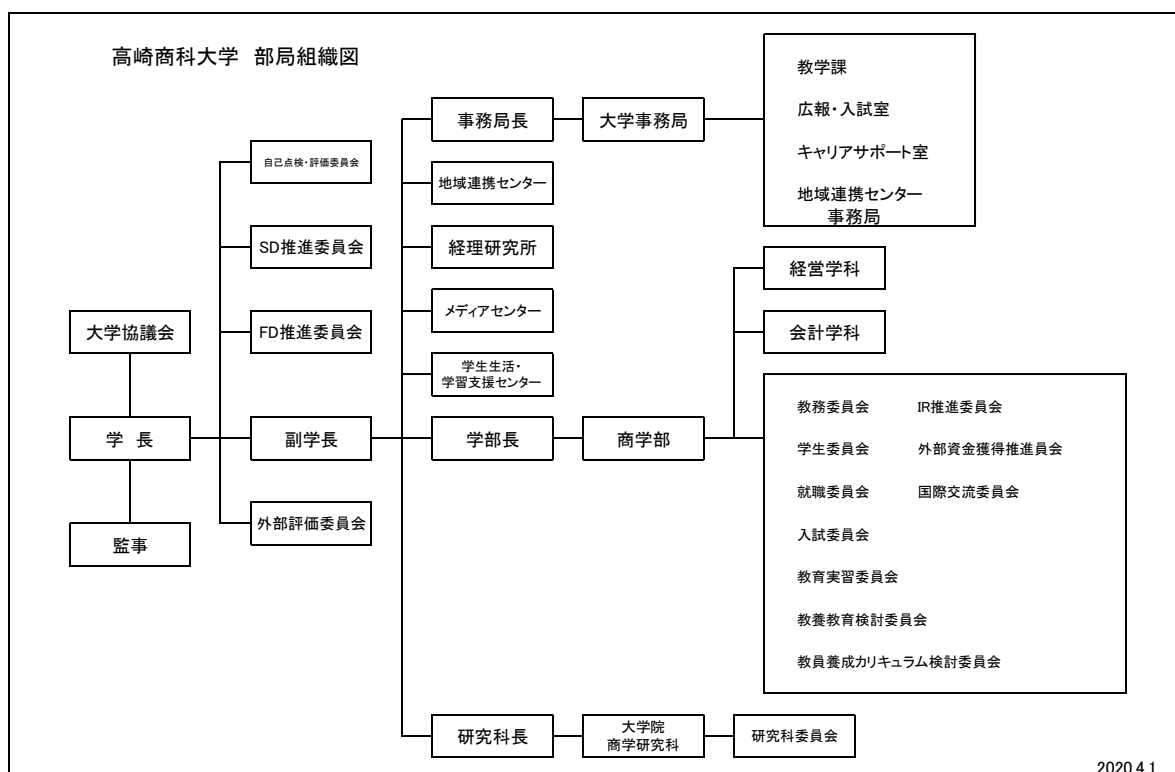 高崎商科大学 部局組織図
大学協議会
学 長
監事
自己点検・評価委員会
SD推進委員会
FD推進委員会
副学長
外部評価委員会
事務局長
地域連携センター
経理研究所
メディアセンター
学生生活・
学習支援センター
学部長
研究科長
大学事務局
商学部
大学院
商学研究科
教学課
広報・入試室
キャリアサポート室
地域連携センター
事務局
経営学科
会計学科
教務委員会 IR推進委員会
学生委員会 外部資金獲得推進員会
就職委員会 国際交流委員会
入試委員会
教育実習委員会
教養教育検討委員会
教員養成カリキュラム検討委員会
研究科委員会
2020.4.1